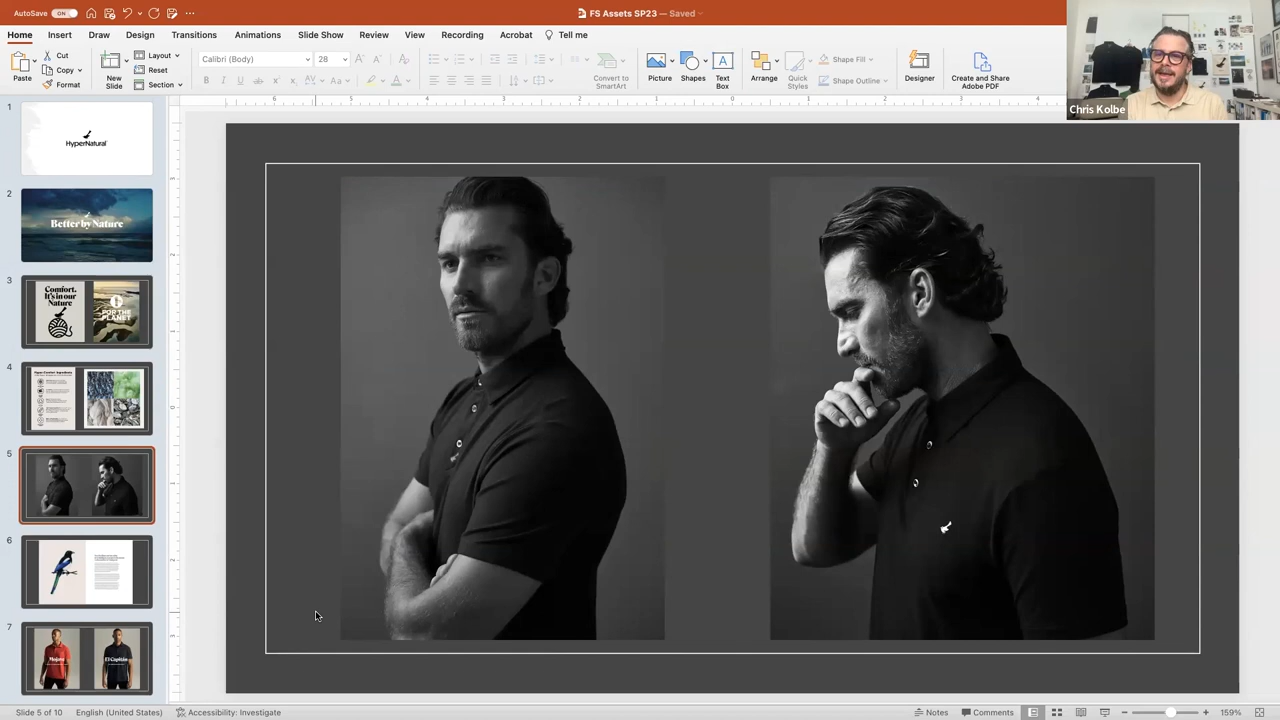 AutoSave
ON
FS Assets SP23 — Saved
Home
Insert
Draw
Design
Transitions
Animations
Slide Show
Review
View
Recording
Acrobat
Tell me
Paste
Cut
Copy
Format
New
Slide
Layout
Reset
Section
Calibri (Body)
28
Convert to
SmartArt
Picture
Shapes
Text
Box
Arrange
Quick
Styles
Shape Fill
Shape Outline
Designer
Create and Share
Adobe PDF
Chris Kolbe
1
HyperNatural
2
Better by Nature
3
Comfort.
It's in our
Nature
FOR THE
PLANET
4
5
6
7
Mojave
El Capitán
Slide 5 of 10
English (United States)
Accessibility: Investigate
Notes
Comments
159%